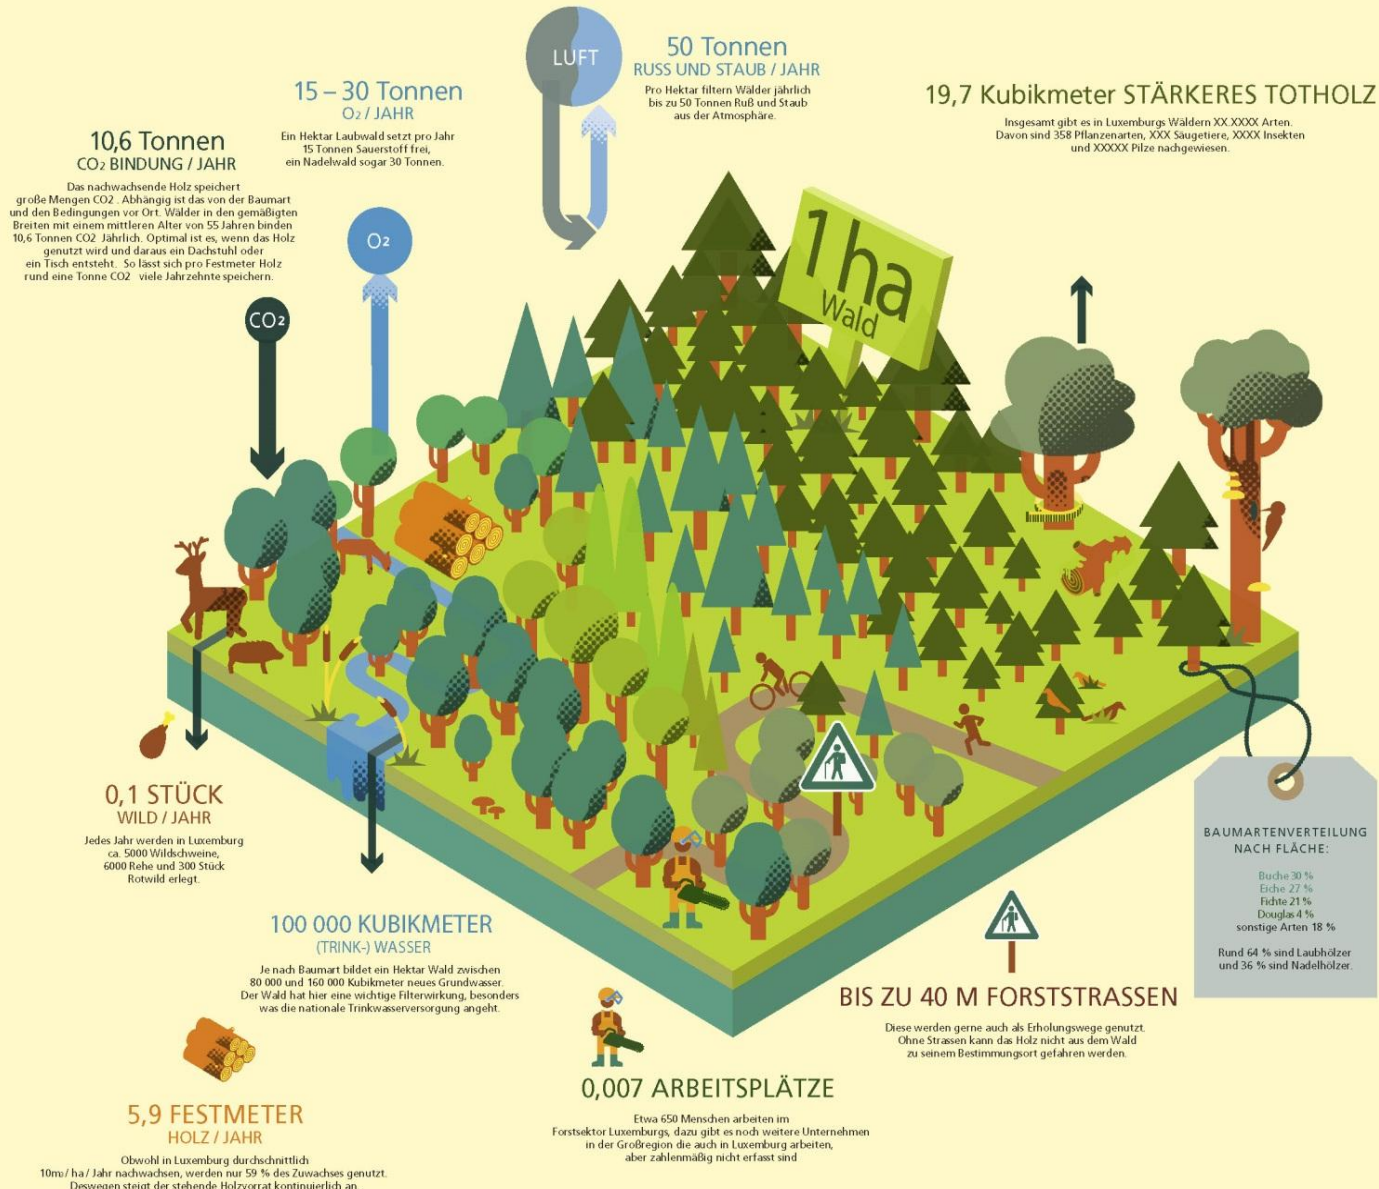 LUFT
50 Tonnen
RUSS UND STAUB / JAHR
Pro Hektar filtern Wälder jährlich
bis zu 50 Tonnen Ruß und Staub
aus der Atmosphäre.
15 – 30 Tonnen
O2 / JAHR
Ein Hektar Laubwald setzt pro Jahr
15 Tonnen Sauerstoff frei,
ein Nadelwald sogar 30 Tonnen.
19,7 Kubikmeter STÄRKERES TOTHOLZ
Insgesamt gibt es in Luxemburgs Wäldern XX.XXXX Arten.
Davon sind 358 Pflanzenarten, XXX Säugetiere, XXXX Insekten
und XXXXX Pilze nachgewiesen.
10,6 Tonnen
CO2 BINDUNG / JAHR
Das nachwachsende Holz speichert
große Mengen CO2 . Abhängig ist das von der Baumart
und den Bedingungen vor Ort. Wälder in den gemäßigten
Breiten mit einem mittleren Alter von 55 Jahren binden
10,6 Tonnen CO2 Jährlich. Optimal ist es, wenn das Holz
genutzt wird und daraus ein Dachstuhl oder
ein Tisch entsteht. So lässt sich pro Festmeter Holz
rund eine Tonne CO2 viele Jahrzehnte speichern.
O2
CO2
1 ha
Wald
0,1 STÜCK
WILD / JAHR
Jedes Jahr werden in Luxemburg
ca. 5000 Wildschweine,
6000 Rehe und 300 Stück
Rotwild erlegt.
BAUMARTENVERTEILUNG
NACH FLÄCHE:
Buche 30 %
Eiche 27 %
Fichte 21 %
Douglas 4 %
sonstige Arten 18 %
Rund 64 % sind Laubhölzer
und 36 % sind Nadelhölzer.
100 000 KUBIKMETER
(TRINK-) WASSER
Je nach Baumart bildet ein Hektar Wald zwischen
80 000 und 160 000 Kubikmeter neues Grundwasser.
Der Wald hat hier eine wichtige Filterwirkung, besonders
was die nationale Trinkwasserversorgung angeht.
BIS ZU 40 M FORSTSTRASSEN
Diese werden gerne auch als Erholungswege genutzt.
Ohne Strassen kann das Holz nicht aus dem Wald
zu seinem Bestimmungsort gefahren werden.
0,007 ARBEITSPLÄTZE
Etwa 650 Menschen arbeiten im
Forstsektor Luxemburgs, dazu gibt es noch weitere Unternehmen
in der Großregion die auch in Luxemburg arbeiten,
aber zahlenmäßig nicht erfasst sind
5,9 FESTMETER
HOLZ / JAHR
Obwohl in Luxemburg durchschnittlich
10m3/ ha / Jahr nachwachsen, werden nur 59 % des Zuwachses genutzt.
Deswegen steigt der stehende Holzvorrat kontinuierlich an.